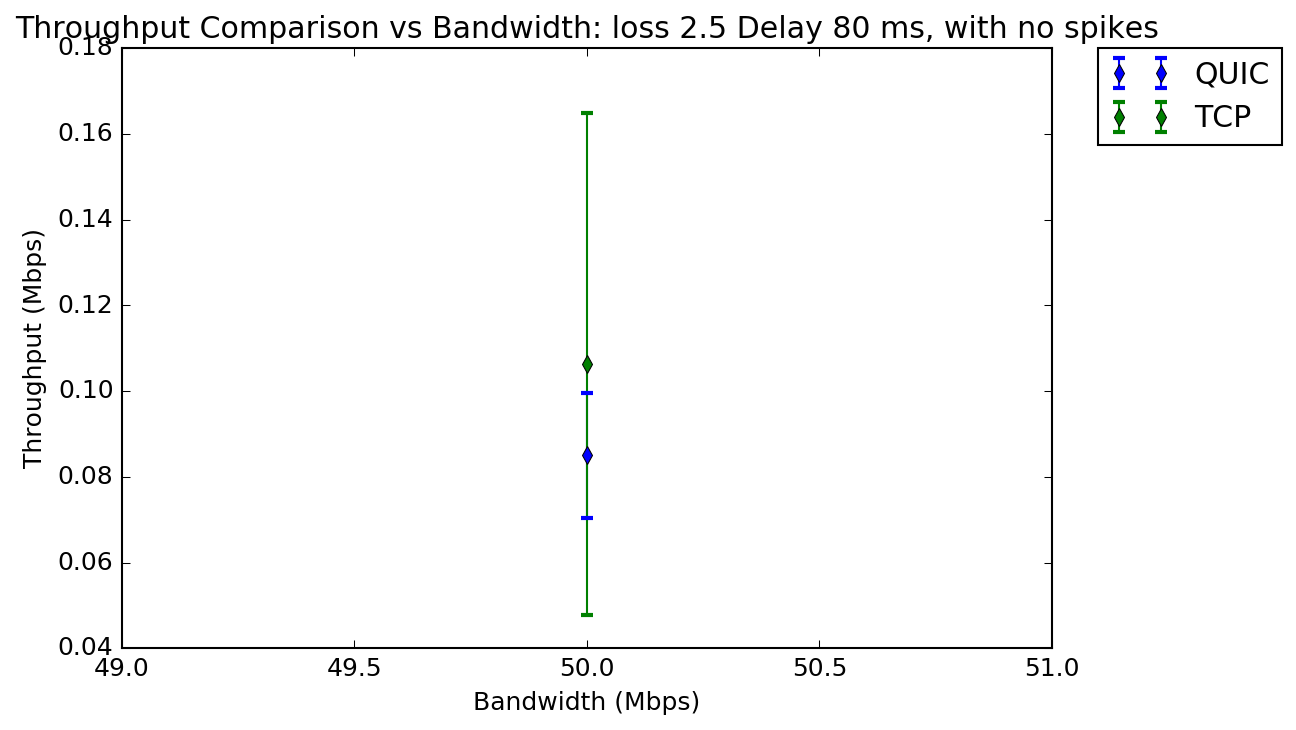 Throughput Comparison vs Bandwidth: loss 2.5 Delay 80 ms, with no spikes
QUIC
TCP
Throughput (Mbps)
0.18
0.16
0.14
0.12
0.10
0.08
0.06
0.04
49.0 49.5 50.0 50.5 51.0
Bandwidth (Mbps)